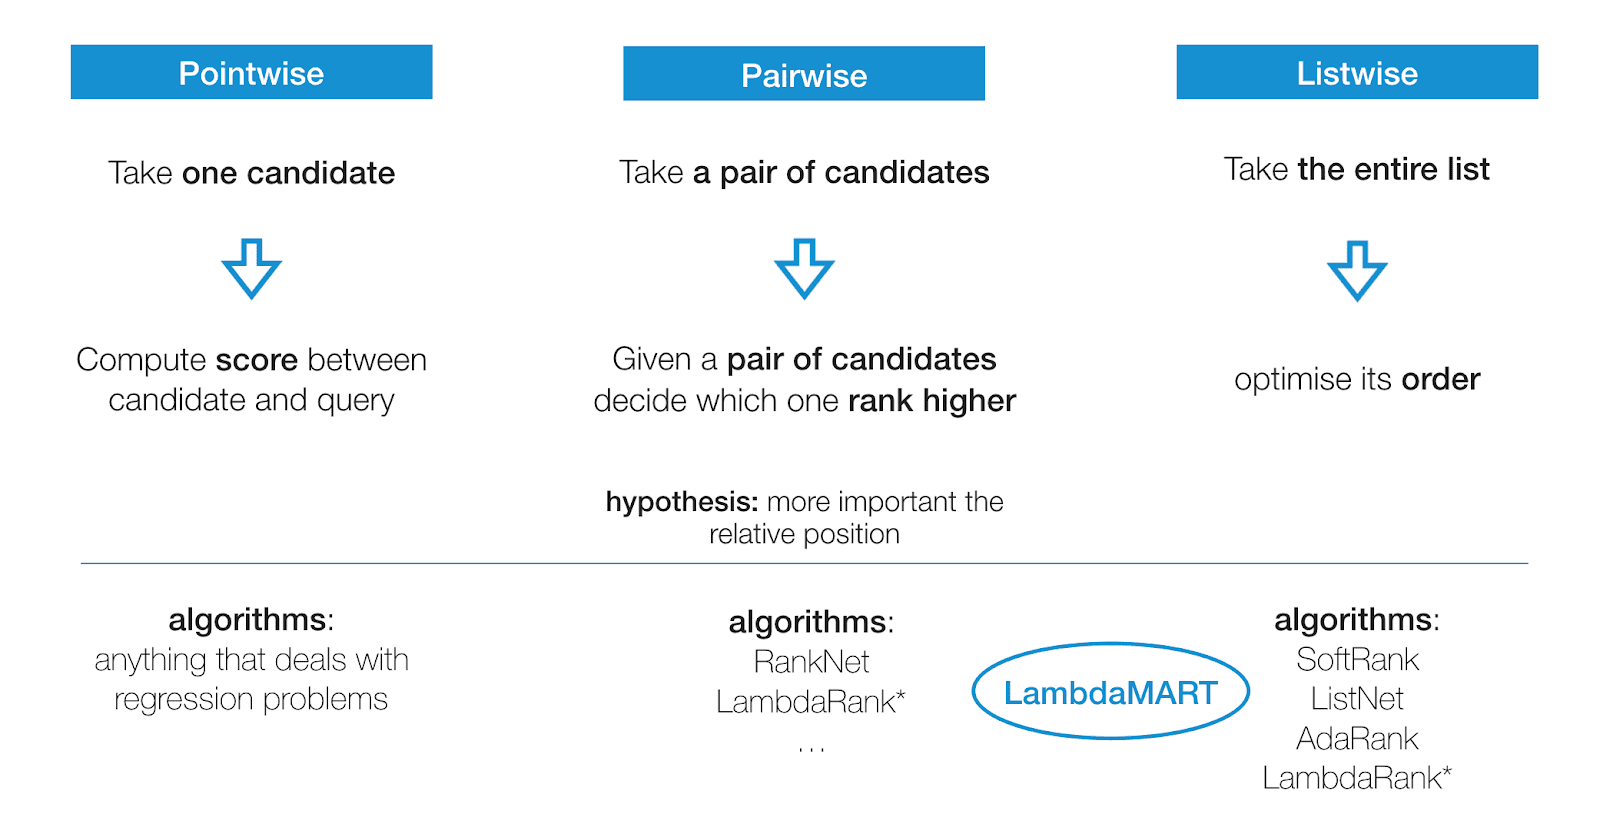 Pointwise
Take one candidate
Compute score between
candidate and query
algorithms:
anything that deals with
regression problems
Pairwise
Take a pair of candidates
Given a pair of candidates
decide which one rank higher
hypothesis: more important the
relative position
algorithms:
RankNet
LambdaRank*
...
LambdaMART
Listwise
Take the entire list
optimise its order
algorithms:
SoftRank
ListNet
AdaRank
LambdaRank*